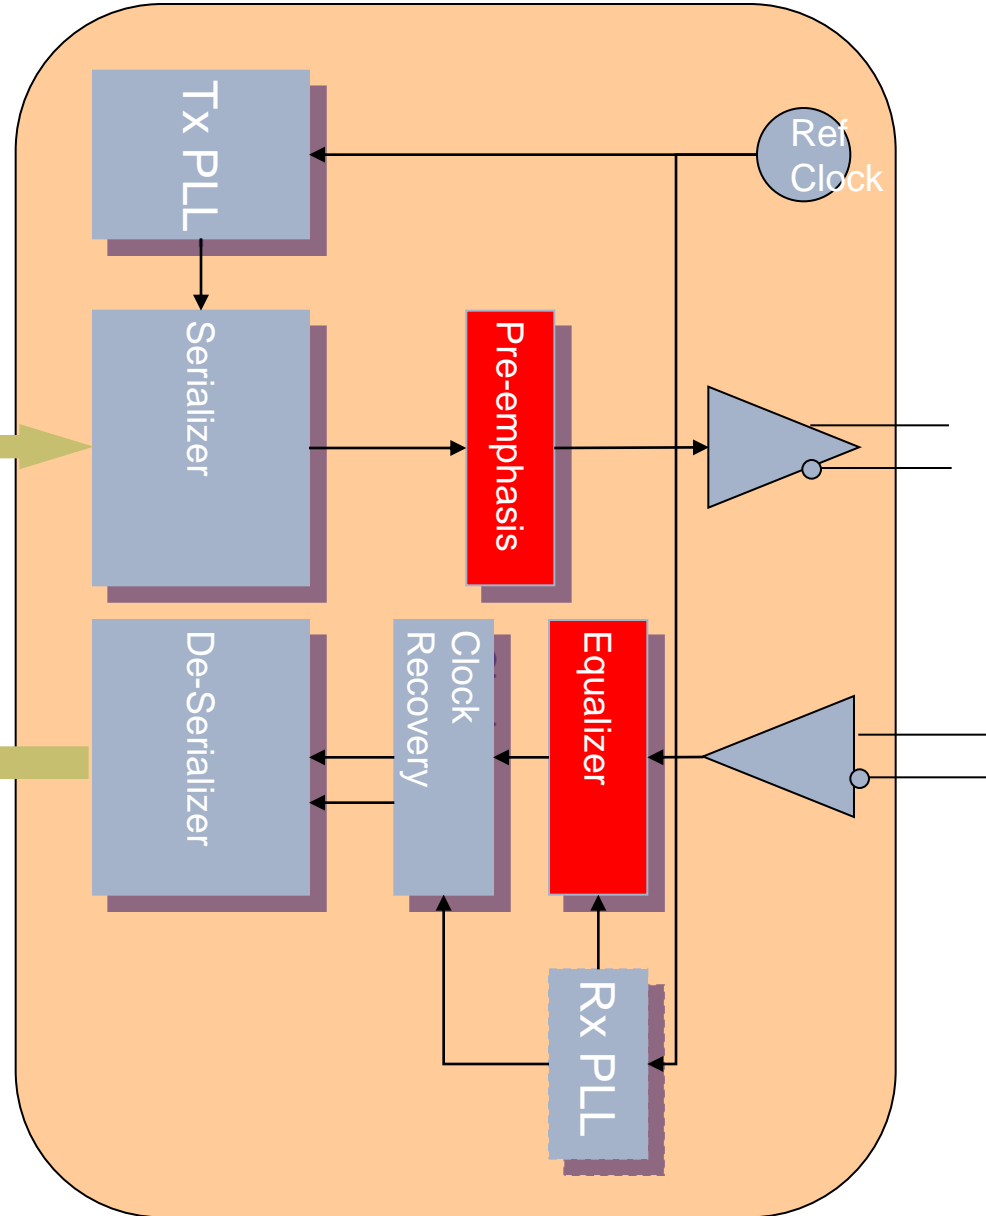 Tx PLL
Ref
Clock
Serializer
Pre-emphasis
De-Serializer
Clock
Recovery
Equalizer
Rx PLL